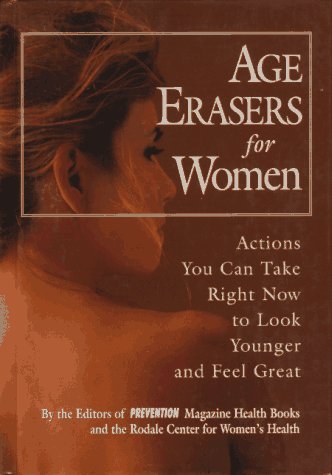 AGE
ERASERS for
WOMEN
Actions
You Can Take
Right Now
to Look
Younger
and Feel Great
By the Editors of PREVENTION Magazine Health Books
and the Rodale Center for Women's Health